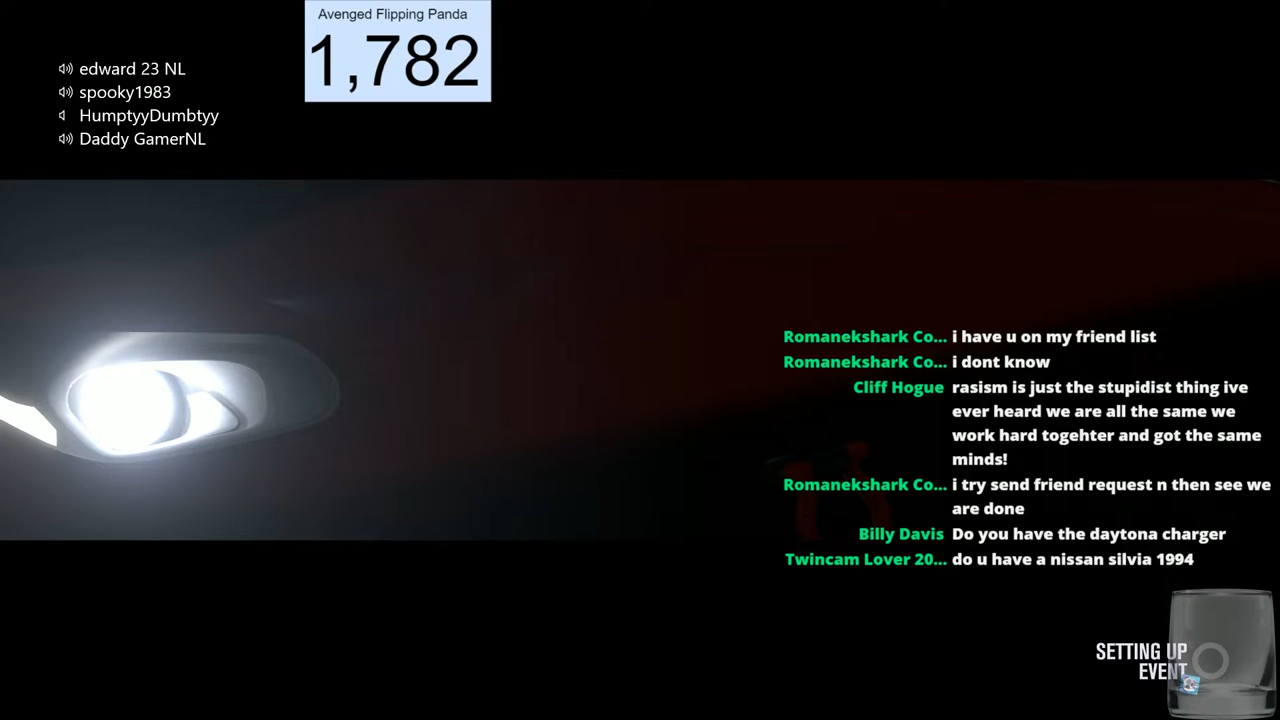 Avenged Flipping Panda
1,782
edward 23 NL
spooky1983
HumptyyDumbtyy
Daddy GamerNL
Romanekshark Co... i have u on my friend list
Romanekshark Co... i dont know
Cliff Hogue rasism is just the stupidist thing ive
ever heard we are all the same we
work hard togehter and got the same
minds!
Romanekshark Co... i try send friend request n then see we
are done
Billy Davis Do you have the daytona charger
Twincam Lover 20... do u have a nissan silvia 1994
SETTING UP
EVENT